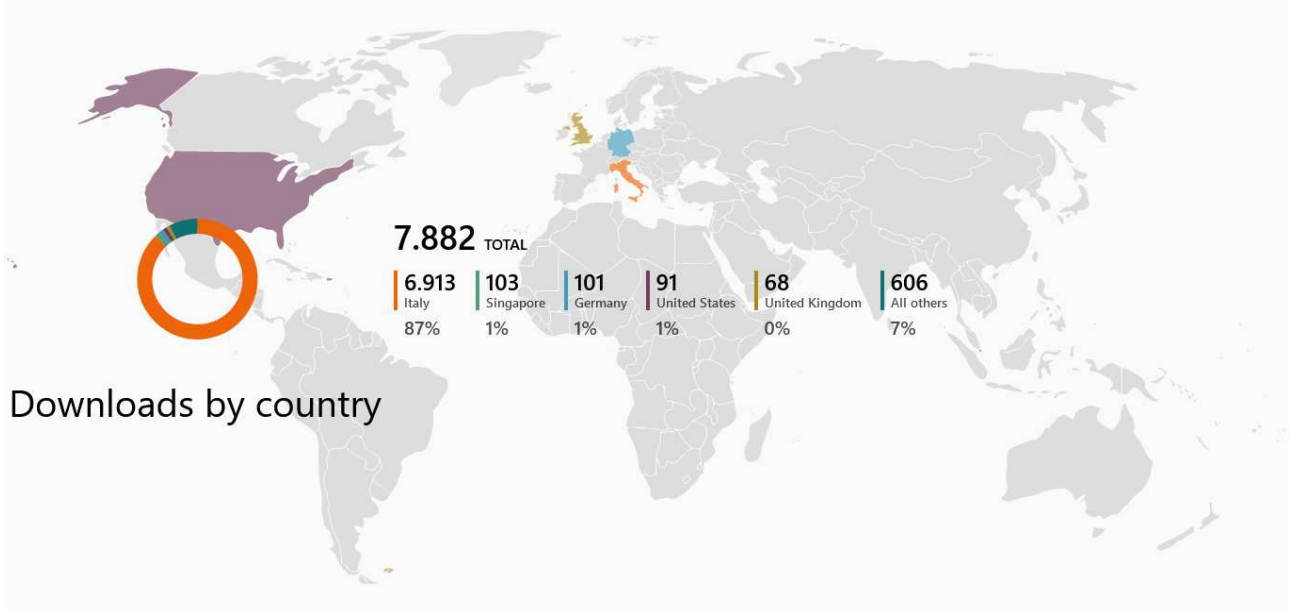 7.882 TOTAL
6.913 103 101 91 68 606
Italy Singapore Germany United States United Kingdom All others
87% 1% 1% 1% 0% 7%
Downloads by country